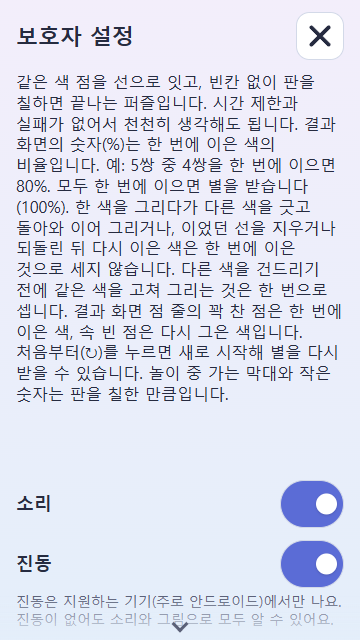 보호자 설정
같은 색 점을 선으로 잇고, 빈칸 없이 판을
칠하면 끝나는 퍼즐입니다. 시간 제한과
실패가 없어서 천천히 생각해도 됩니다. 결과
화면의 숫자(%)는 한 번에 이은 색의
비율입니다. 예: 5쌍 중 4쌍을 한 번에 이으면
80%. 모두 한 번에 이으면 별을 받습니다
(100%). 한 색을 그리다가 다른 색을 긋고
돌아와 이어 그리거나, 이었던 선을 지우거나
되돌린 뒤 다시 이은 색은 한 번에 이은
것으로 세지 않습니다. 다른 색을 건드리기
전에 같은 색을 고쳐 그리는 것은 한 번으로
셉니다. 결과 화면 점 줄의 꽉 찬 점은 한 번에
이은 색, 속 빈 점은 다시 그은 색입니다.
처음부터(↻)를 누르면 새로 시작해 별을 다시
받을 수 있습니다. 놀이 중 가는 막대와 작은
숫자는 판을 칠한 만큼입니다.
소리
진동
진동은 지원하는 기기(주로 안드로이드)에서만 나요.
진동이 없어도 소리와 그림으로 모두 알 수 있어요.